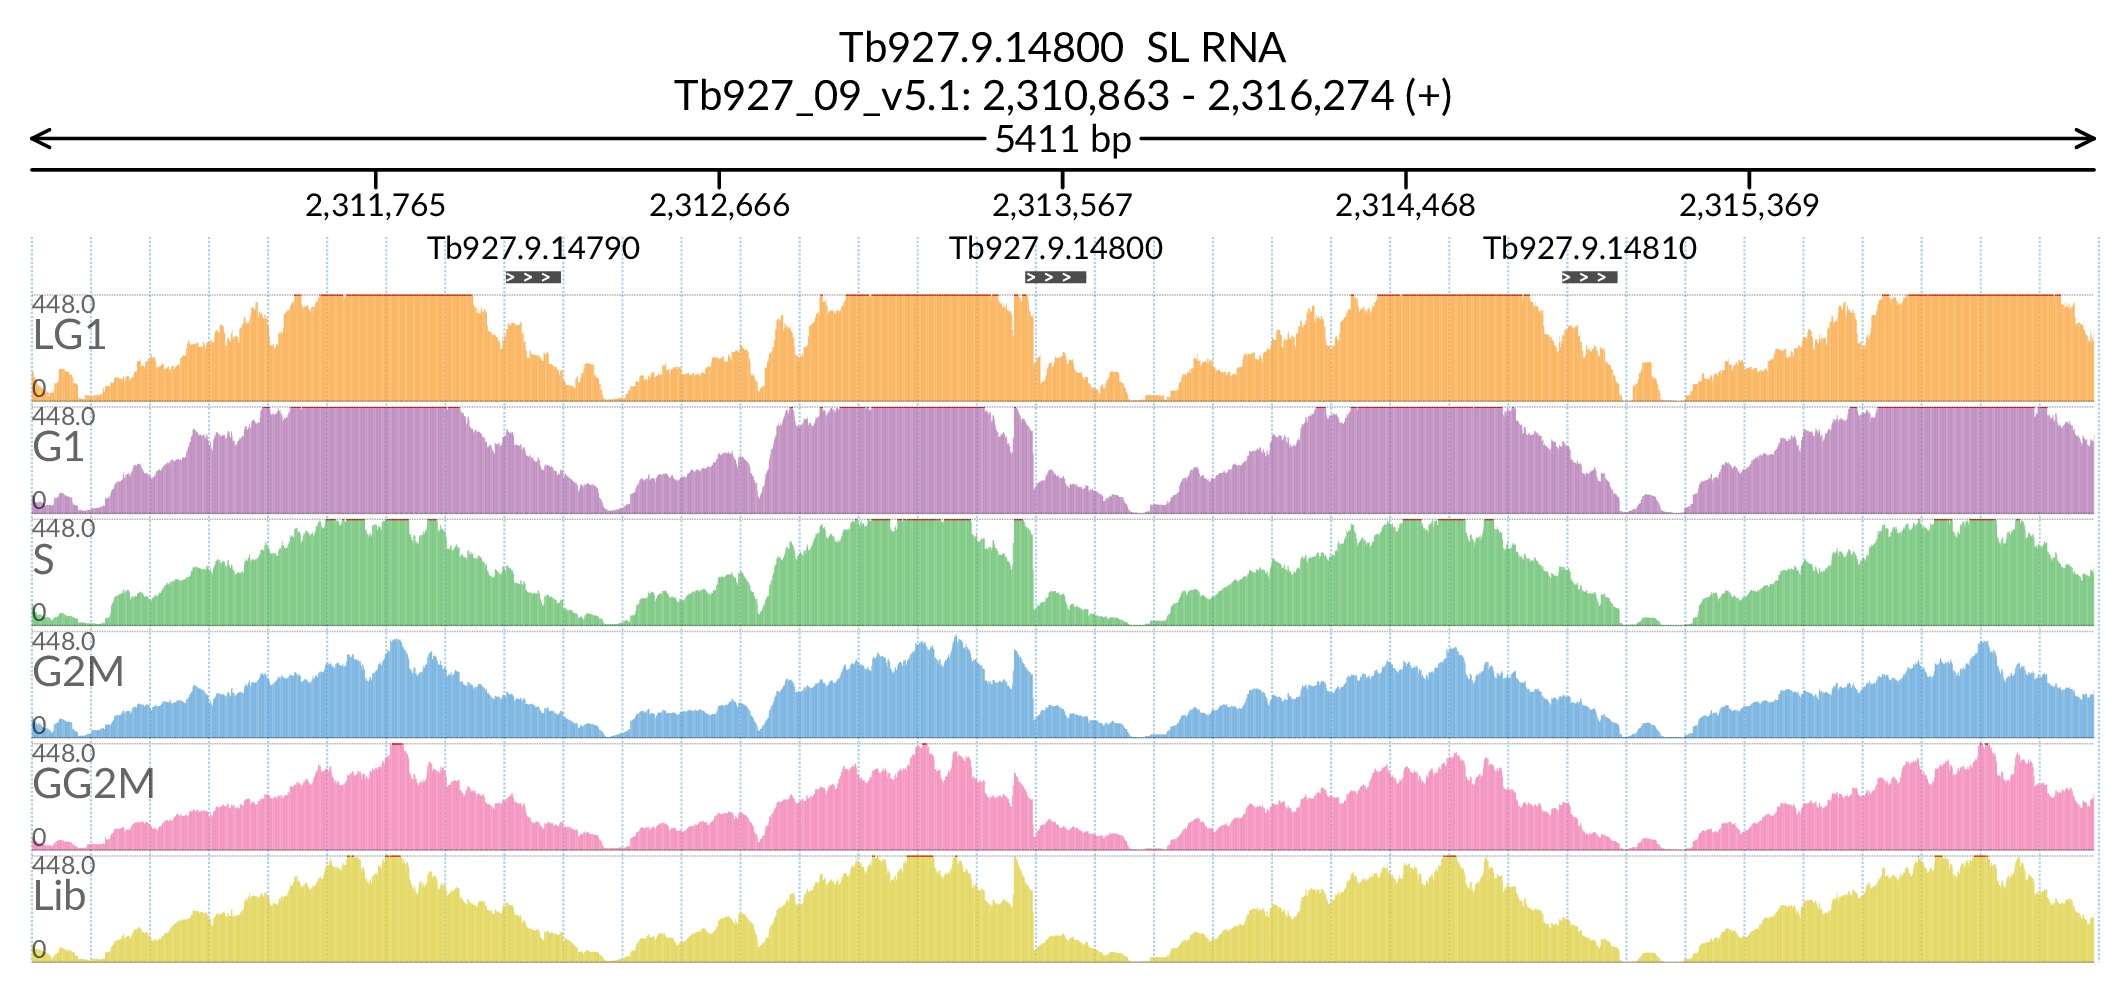 Tb927.9.14800 SL RNA
Tb927_09_v5.1: 2,310,863 - 2,316,274 (+)
5411 bp
2,311,765 2,312,666 2,313,567 2,314,468 2,315,369
Tb927.9.14790 Tb927.9.14800 Tb927.9.14810
448.0
LG1
0
448.0
G1
0
448.0
S
0
448.0
G2M
0
448.0
GG2M
0
448.0
Lib
0